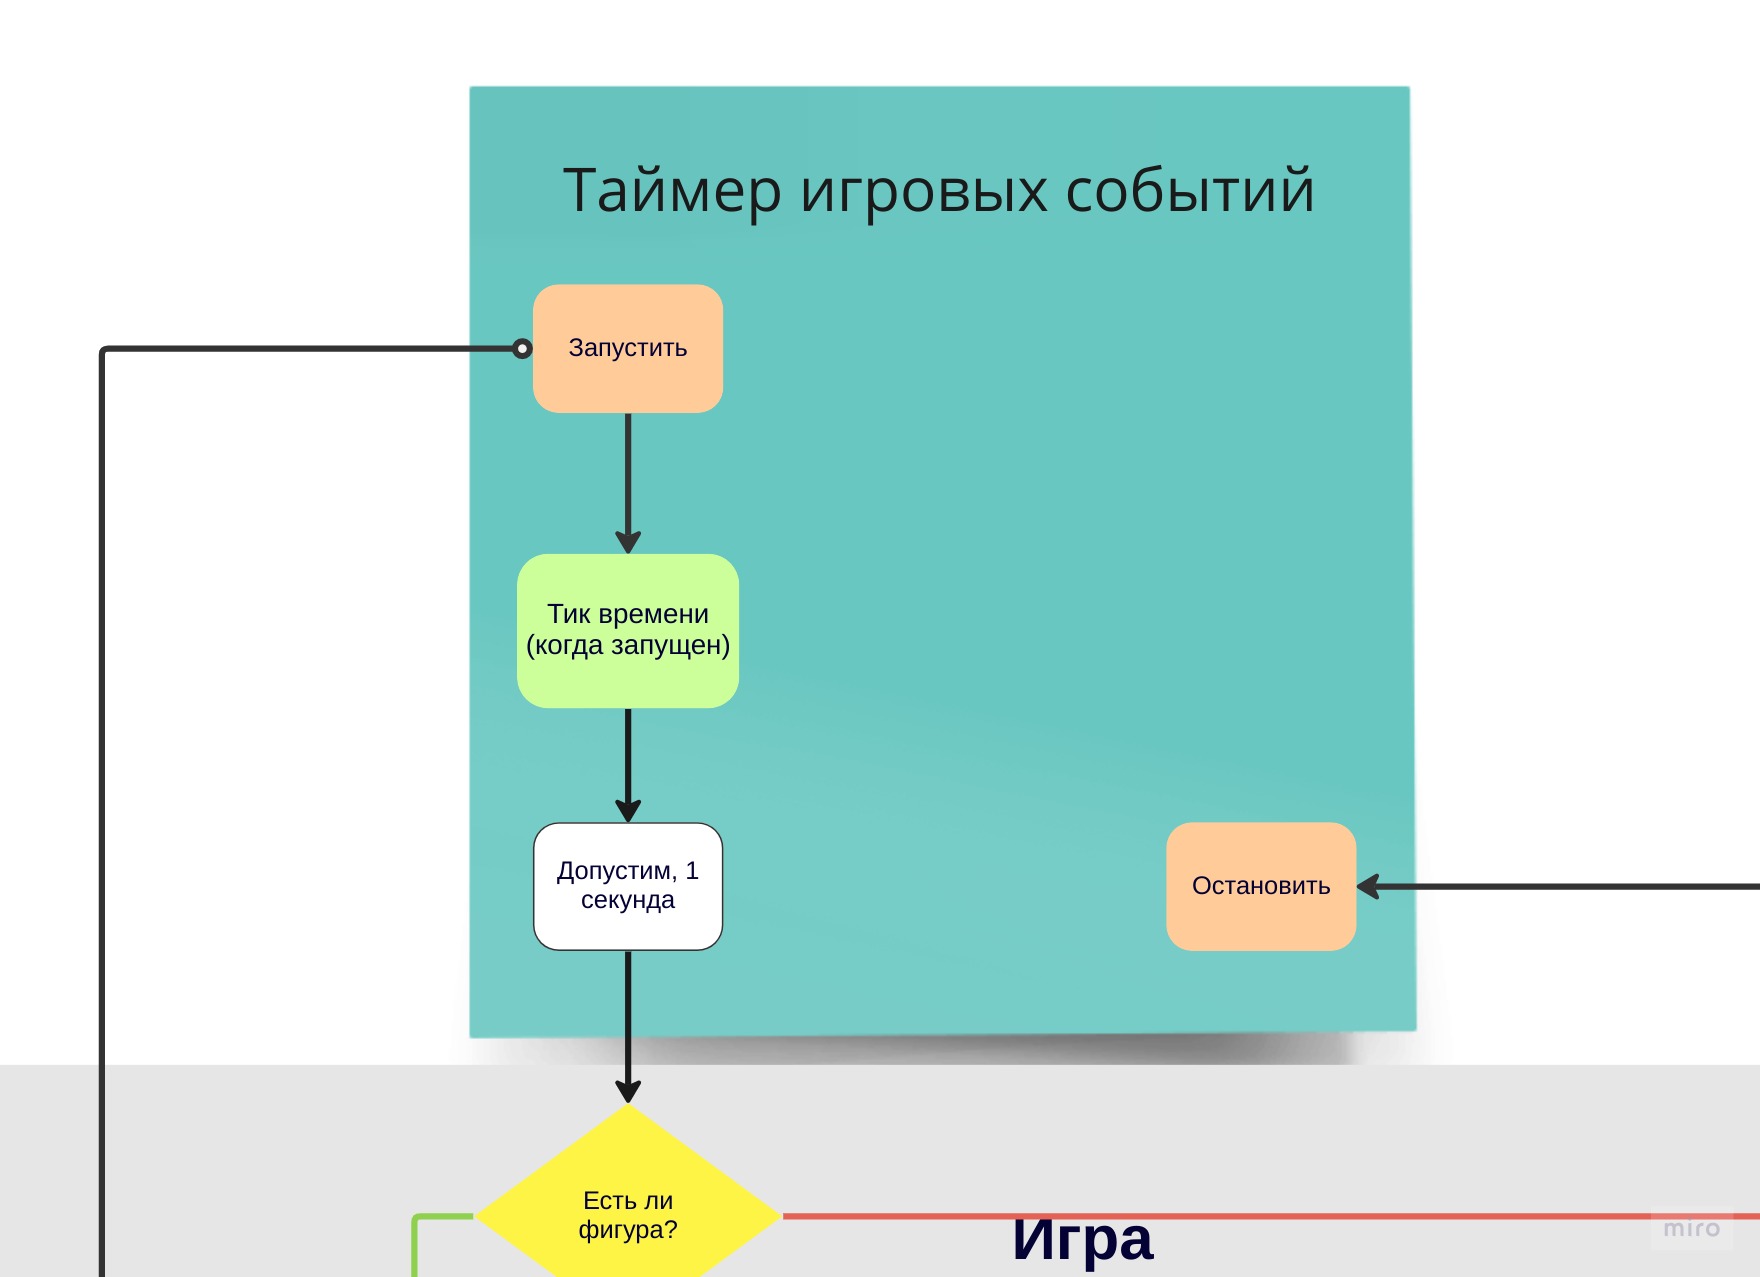 Таймер игровых событий
Запустить
Тик времени
(когда запущен)
Допустим, 1
секунда
Остановить
Есть ли
фигура?
Игра
miro